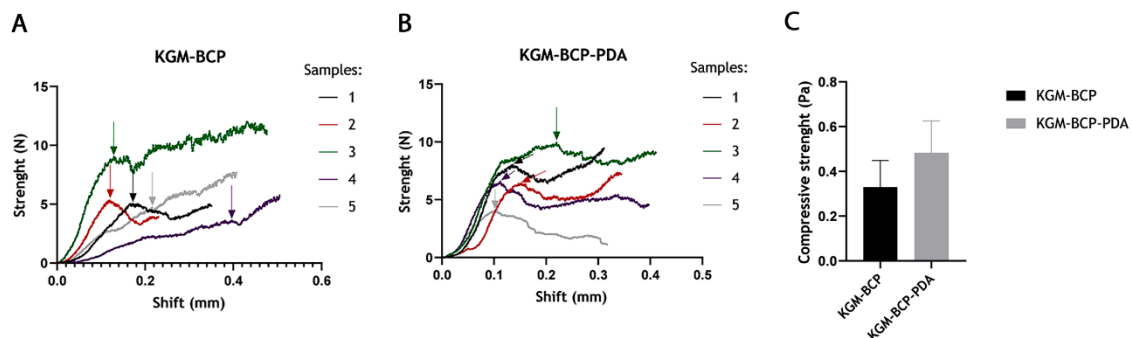 A
KGM-BCP
Strenght (N)
15
10
5
0
0.0
0.2
0.4
0.6
Shift (mm)
Samples:
1
2
3
4
5
B
KGM-BCP-PDA
Strenght (N)
15
10
5
0
0.0
0.1
0.2
0.3
0.4
0.5
Shift (mm)
Samples:
1
2
3
4
5
C
Compressive strenght (Pa)
0.8
0.6
0.4
0.2
0.0
KGM-BCP
KGM-BCP-PDA
KGM-BCP
KGM-BCP-PDA